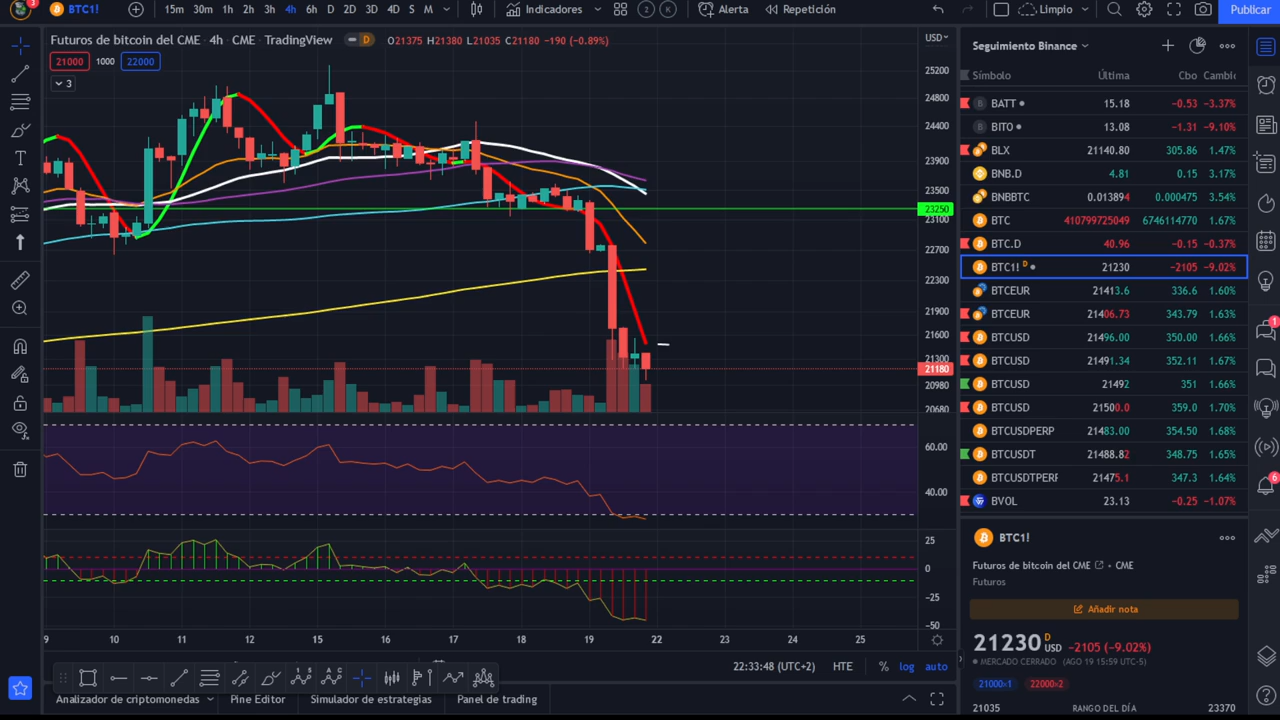 3
BTC1!
15m 30m 1h 2h 3h 4h 6h D 2D 3D 4D S M
Indicadores
2 K
Alerta
Repetición
Limpio
Publicar
Futuros de bitcoin del CME • 4h • CME • TradingView
D
O21375 H21380 L21035 C21180 −190 (−0.89%)
21000 1000 22000
3
USD
25200
24800
24400
23900
23500
23250
23100
22700
22300
21900
21600
21300
21180
20980
20680
60.00
40.00
25
0
−25
−50
9 10 11 12 15 16 17 18 19 22 23 24 25
22:33:48 (UTC+2) HTE % log auto
Analizador de criptomonedas
Pine Editor
Simulador de estrategias
Panel de trading
Seguimiento Binance
Símbolo Última Cbo Cambic
BATT 15.18 −0.53 −3.37%
BITO 13.08 −1.31 −9.10%
BLX 21140.80 305.86 1.47%
BNB.D 4.81 0.15 3.17%
BNBBTC 0.013894 0.000475 3.54%
BTC 410799725049 6746114770 1.67%
BTC.D 40.96 −0.15 −0.37%
BTC1! D 21230 −2105 −9.02%
BTCEUR 21413.6 336.6 1.60%
BTCEUR 21406.73 343.79 1.63%
BTCUSD 21496.00 350.00 1.66%
BTCUSD 21491.34 352.11 1.67%
BTCUSD 21492 351 1.66%
BTCUSD 21500.0 359.0 1.70%
BTCUSDPERP 21483.00 354.50 1.68%
BTCUSDT 21488.82 348.75 1.65%
BTCUSDTPERP 21475.1 347.3 1.64%
BVOL 23.13 −0.25 −1.07%
BTC1!
Futuros de bitcoin del CME • CME
Futuros
Añadir nota
21230 D USD −2105 (−9.02%)
MERCADO CERRADO (AGO 19 15:59 UTC-5)
21000×1 22000×2
21035 RANGO DEL DÍA 23370
1
6